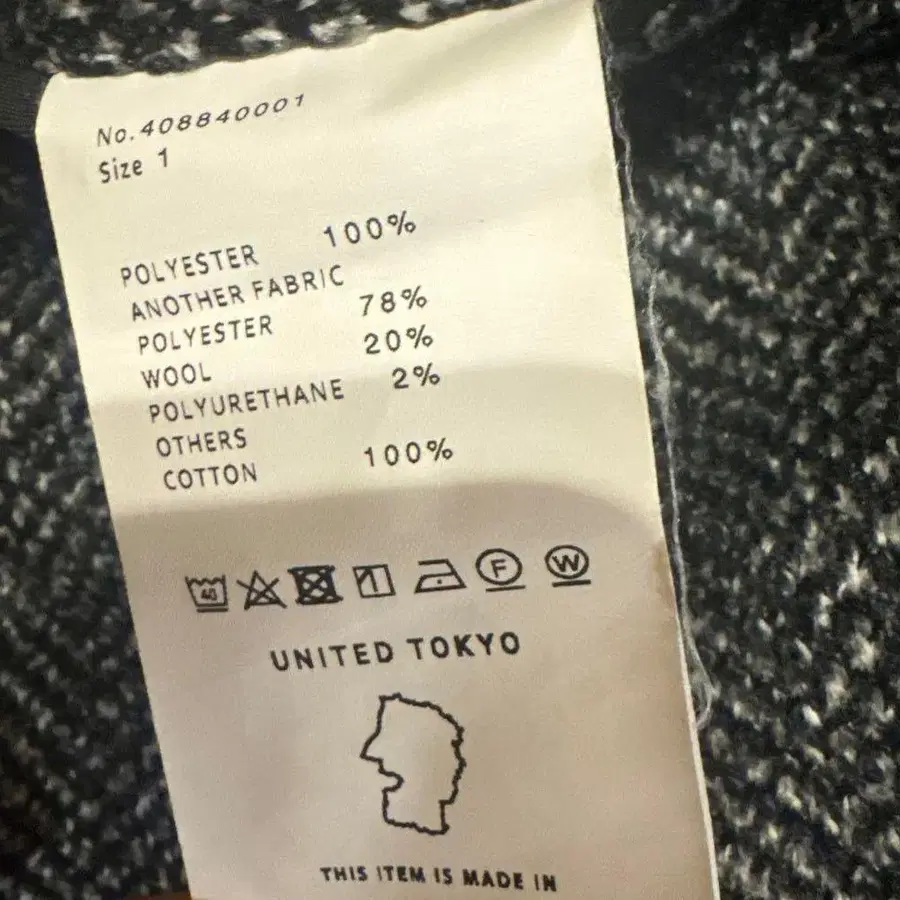 No.408840001
Size 1
POLYESTER 100%
ANOTHER FABRIC
POLYESTER 78%
WOOL 20%
POLYURETHANE 2%
OTHERS
COTTON 100%
40 F W
UNITED TOKYO
THIS ITEM IS MADE IN